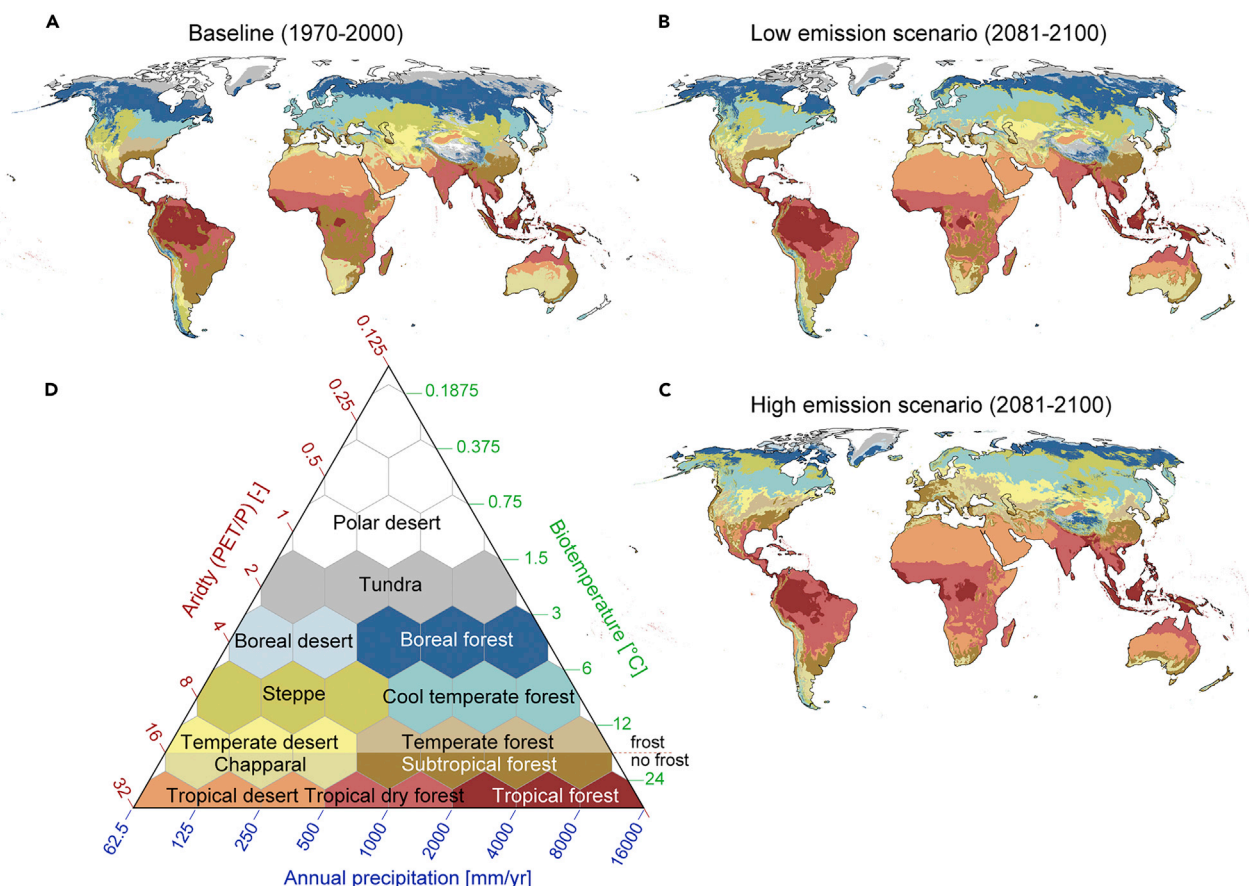 A
Baseline (1970-2000)
B
Low emission scenario (2081-2100)
C
High emission scenario (2081-2100)
D
0.125
0.25
0.5
1
2
4
8
16
32
Aridty (PET/P) [-]
0.1875
0.375
0.75
1.5
3
6
12
24
Biotemperature [°C]
frost
no frost
Polar desert
Tundra
Boreal desert
Boreal forest
Steppe
Cool temperate forest
Temperate desert
Temperate forest
Chapparal
Subtropical forest
Tropical desert
Tropical dry forest
Tropical forest
62.5
125
250
500
1000
2000
4000
8000
16000
Annual precipitation [mm/yr]